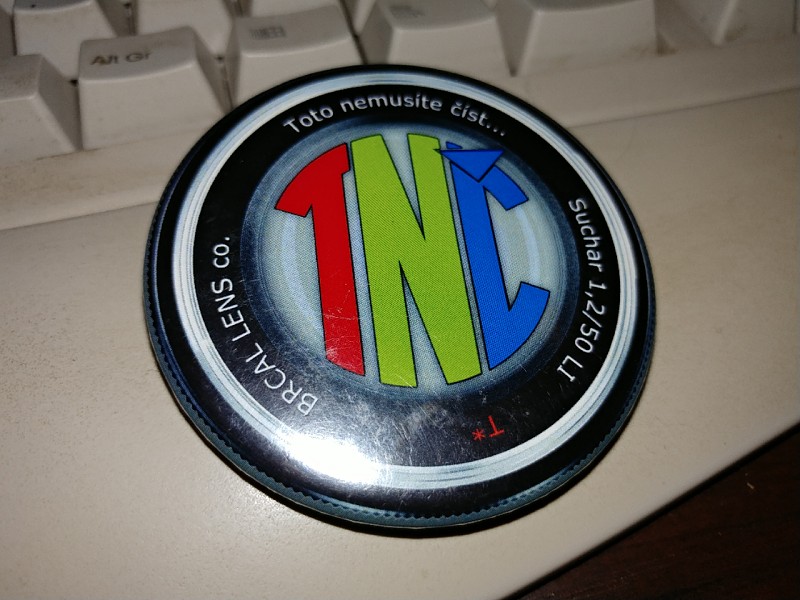 Alt Gr
Toto nemusíte číst...
TNČ
Suchar 1,2/50 LI
T*
BRCAL LENS co.